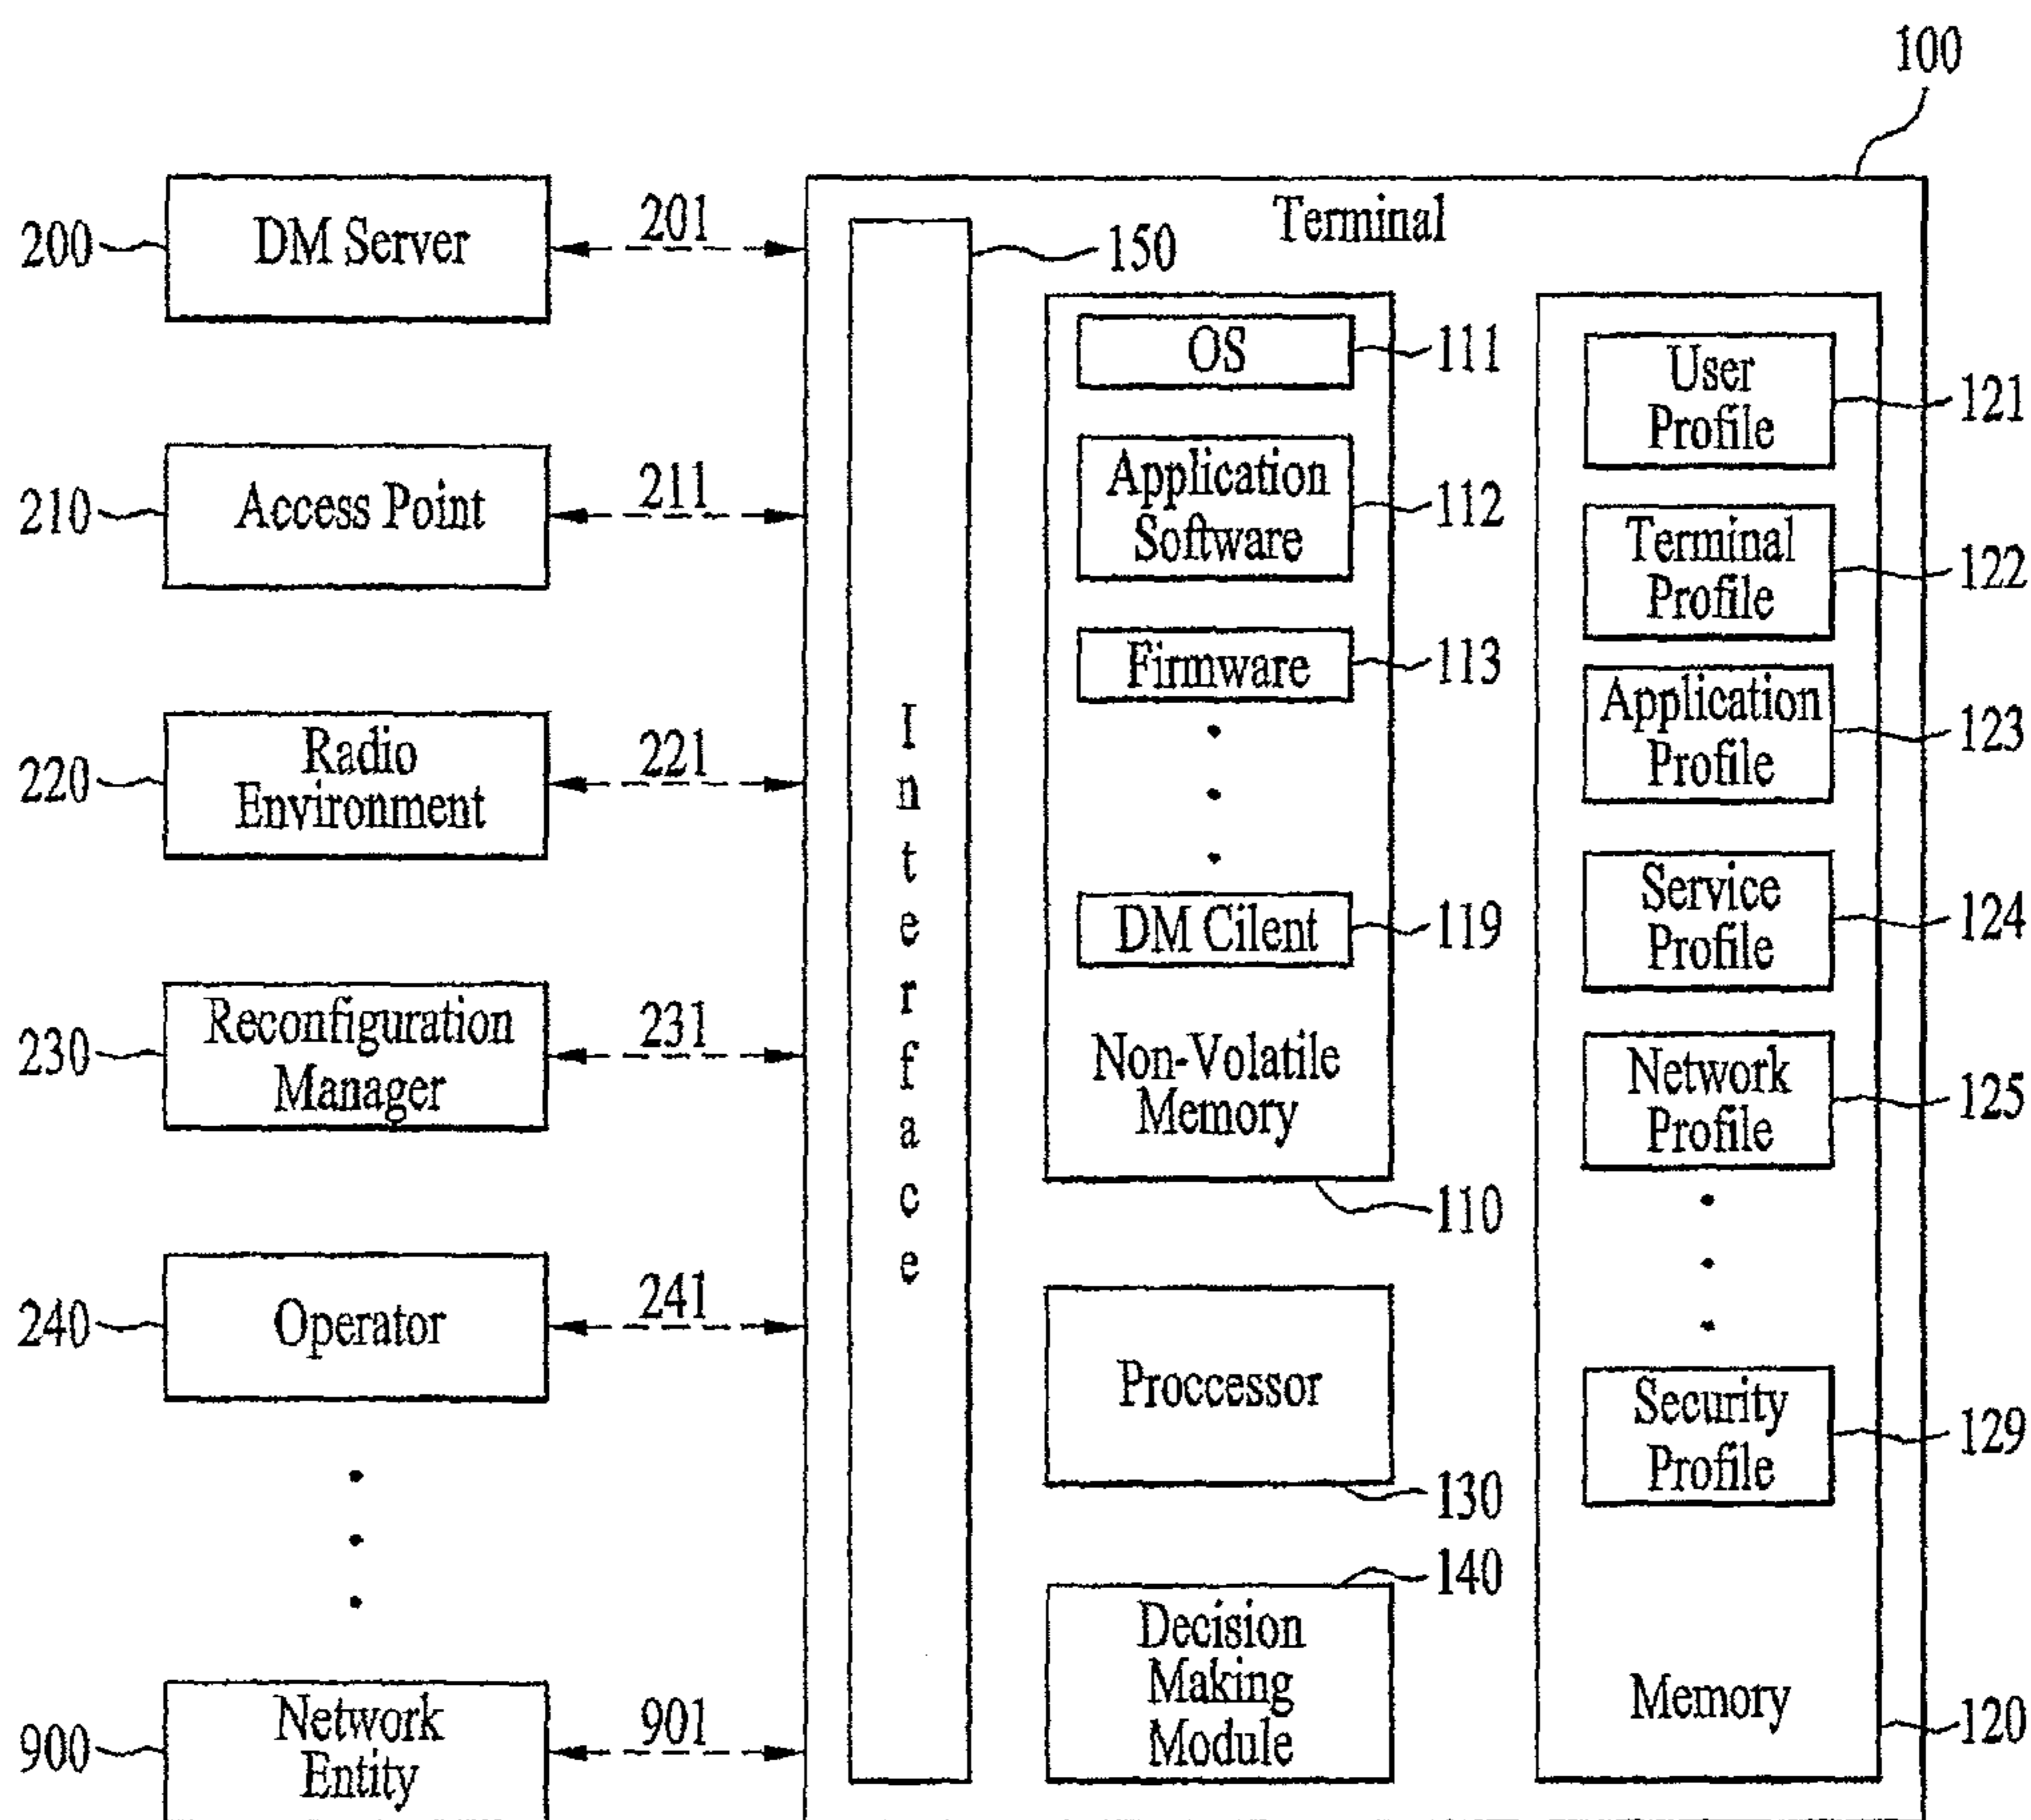 100
Terminal
200
DM Server
201
150
210
Access Point
211
220
Radio
Environment
221
230
Reconfiguration
Manager
231
240
Operator
241
900
Network
Entity
901
Interface
OS
111
Application
Software
112
Firmware
113
DM Cilent
119
Non-Volatile
Memory
110
Proccessor
130
140
Decision
Making
Module
User
Profile
121
Terminal
Profile
122
Application
Profile
123
Service
Profile
124
Network
Profile
125
Security
Profile
129
Memory
120